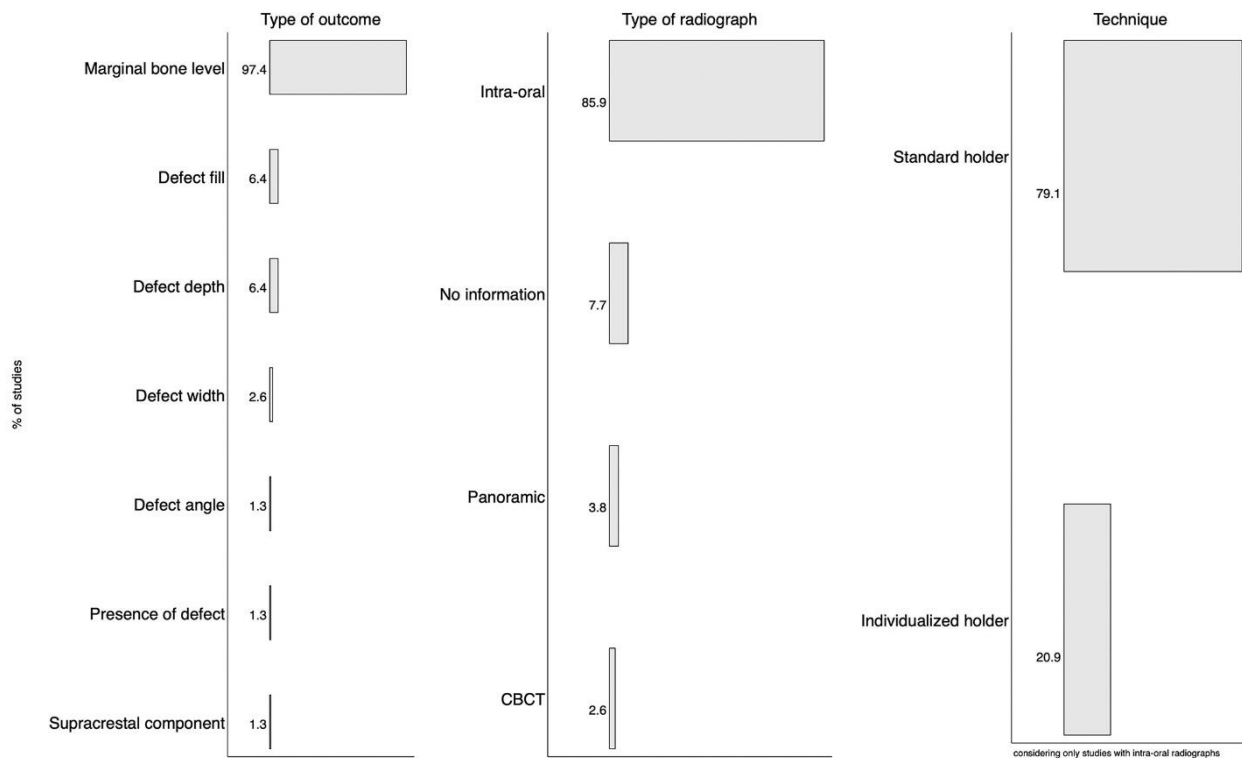 % of studies
Type of outcome
Marginal bone level
97.4
Defect fill
6.4
Defect depth
6.4
Defect width
2.6
Defect angle
1.3
Presence of defect
1.3
Supracrestal component
1.3
Type of radiograph
Intra-oral
85.9
No information
7.7
Panoramic
3.8
CBCT
2.6
Technique
Standard holder
79.1
Individualized holder
20.9
considering only studies with intra-oral radiographs